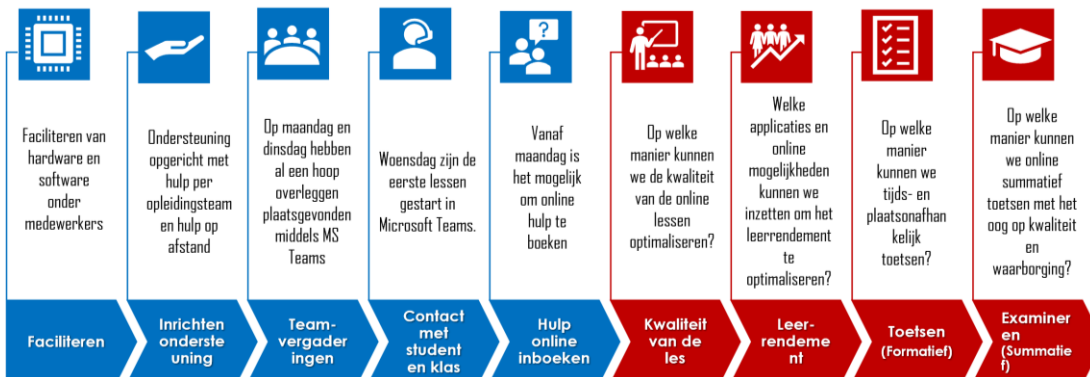 ?
Faciliteren van
hardware en
software
onder
medewerkers
Ondersteuning
opgericht met
hulp per
opleidingsteam
en hulp op
afstand
Op maandag en
dinsdag hebben
al een hoop
overleggen
plaatsgevonden
middels MS
Teams
Woensdag zijn de
eerste lessen
gestart in
Microsoft Teams.
Vanaf
maandag is
het mogelijk
om online
hulp te
boeken
Op welke
manier kunnen
we de kwaliteit
van de online
lessen
optimaliseren?
Welke
applicaties en
online
mogelijkheden
kunnen we
inzetten om het
leerrendement
te
optimaliseren?
Op welke
manier
kunnen we
tijds- en
plaatsonafhan
kelijk
toetsen?
Op welke
manier kunnen
we online
summatief
toetsen met het
oog op kwaliteit
en
waarborging?
Faciliteren
Inrichten
onderste
uning
Team-
vergader
ingen
Contact
met
student
en klas
Hulp
online
inboeken
Kwaliteit
van de
les
Leer-
rendeme
nt
Toetsen
(Formatief)
Examiner
en
(Summatie
f)